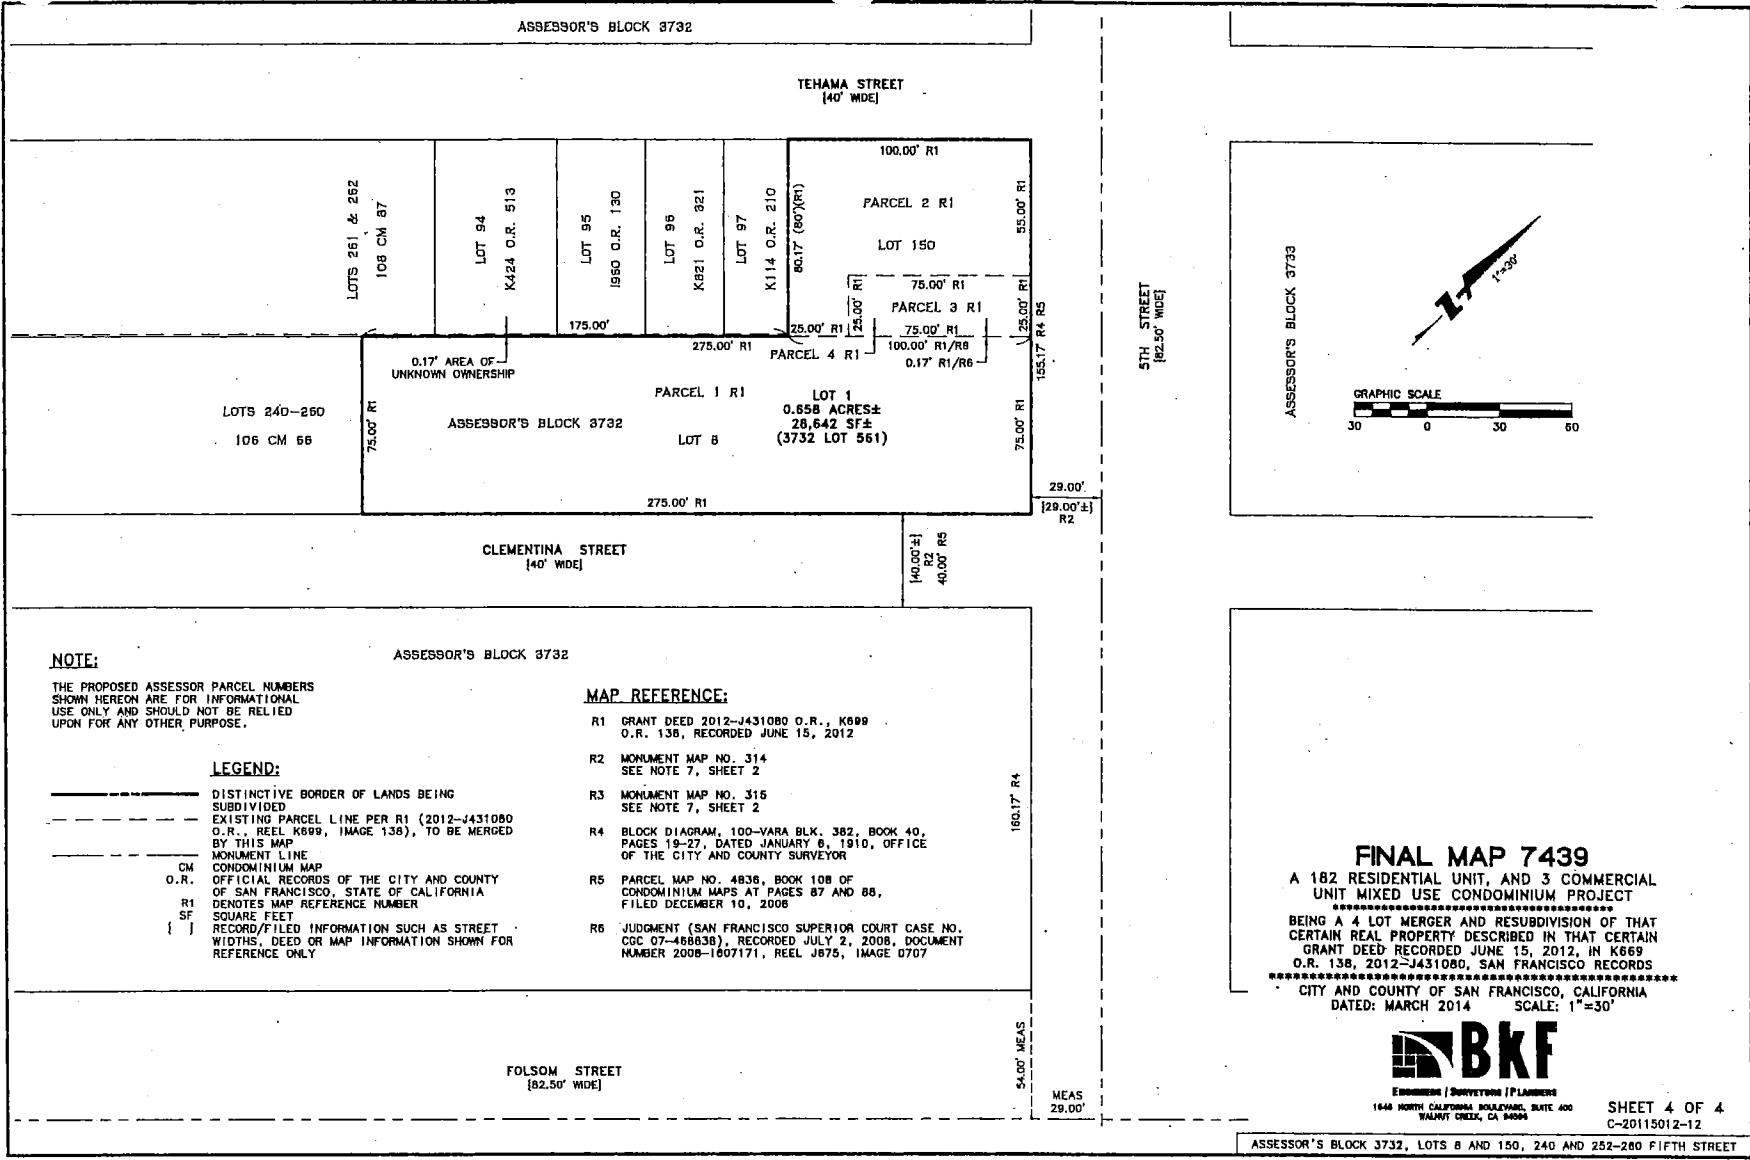 ASSESSOR'S BLOCK 3732
TEHAMA STREET
[40' WIDE]
LOTS 261 & 262
108 CM 87
LOT 94
K424 O.R. 513
LOT 95
I960 O.R. 130
LOT 96
K821 O.R. 321
LOT 97
K114 O.R. 210
80.17' (80')(R1)
100.00' R1
PARCEL 2 R1
LOT 150
55.00' R1
75.00' R1
25.00' R1
PARCEL 3 R1
25.00' R1
175.00'
25.00' R1
75.00' R1
275.00' R1
PARCEL 4 R1
100.00' R1/R6
0.17' R1/R6
155.17' R4 R5
0.17' AREA OF
UNKNOWN OWNERSHIP
5TH STREET
[82.50' WIDE]
ASSESSOR'S BLOCK 3733
1"=30'
GRAPHIC SCALE
30 0 30 60
LOTS 240-260
106 CM 66
75.00' R1
ASSESSOR'S BLOCK 3732
PARCEL 1 R1
LOT 8
LOT 1
0.658 ACRES±
28,642 SF±
(3732 LOT 561)
75.00' R1
275.00' R1
29.00'
[29.00'±]
R2
CLEMENTINA STREET
[40' WIDE]
[40.00'±]
R2
40.00' R5
ASSESSOR'S BLOCK 3732
NOTE:
THE PROPOSED ASSESSOR PARCEL NUMBERS
SHOWN HEREON ARE FOR INFORMATIONAL
USE ONLY AND SHOULD NOT BE RELIED
UPON FOR ANY OTHER PURPOSE.
LEGEND:
DISTINCTIVE BORDER OF LANDS BEING
SUBDIVIDED
EXISTING PARCEL LINE PER R1 (2012-J431080
O.R., REEL K699, IMAGE 138), TO BE MERGED
BY THIS MAP
MONUMENT LINE
CM CONDOMINIUM MAP
O.R. OFFICIAL RECORDS OF THE CITY AND COUNTY
OF SAN FRANCISCO, STATE OF CALIFORNIA
R1 DENOTES MAP REFERENCE NUMBER
SF SQUARE FEET
[ ] RECORD/FILED INFORMATION SUCH AS STREET
WIDTHS, DEED OR MAP INFORMATION SHOWN FOR
REFERENCE ONLY
MAP REFERENCE:
R1 GRANT DEED 2012-J431080 O.R., K699
O.R. 138, RECORDED JUNE 15, 2012
R2 MONUMENT MAP NO. 314
SEE NOTE 7, SHEET 2
R3 MONUMENT MAP NO. 315
SEE NOTE 7, SHEET 2
R4 BLOCK DIAGRAM, 100-VARA BLK. 382, BOOK 40,
PAGES 19-27, DATED JANUARY 6, 1910, OFFICE
OF THE CITY AND COUNTY SURVEYOR
R5 PARCEL MAP NO. 4836, BOOK 108 OF
CONDOMINIUM MAPS AT PAGES 87 AND 88,
FILED DECEMBER 10, 2008
R6 JUDGMENT (SAN FRANCISCO SUPERIOR COURT CASE NO.
CGC 07-468638), RECORDED JULY 2, 2008, DOCUMENT
NUMBER 2008-1607171, REEL J675, IMAGE 0707
160.17' R4
FOLSOM STREET
[82.50' WIDE]
54.00' MEAS
MEAS
29.00'
FINAL MAP 7439
A 182 RESIDENTIAL UNIT, AND 3 COMMERCIAL
UNIT MIXED USE CONDOMINIUM PROJECT
BEING A 4 LOT MERGER AND RESUBDIVISION OF THAT
CERTAIN REAL PROPERTY DESCRIBED IN THAT CERTAIN
GRANT DEED RECORDED JUNE 15, 2012, IN K669
O.R. 138, 2012-J431080, SAN FRANCISCO RECORDS
CITY AND COUNTY OF SAN FRANCISCO, CALIFORNIA
DATED: MARCH 2014 SCALE: 1"=30'
BKF
ENGINEERS / SURVEYORS / PLANNERS
1646 NORTH CALIFORNIA BOULEVARD, SUITE 400
WALNUT CREEK, CA 94596
SHEET 4 OF 4
C-20115012-12
ASSESSOR'S BLOCK 3732, LOTS 8 AND 150, 240 AND 252-260 FIFTH STREET